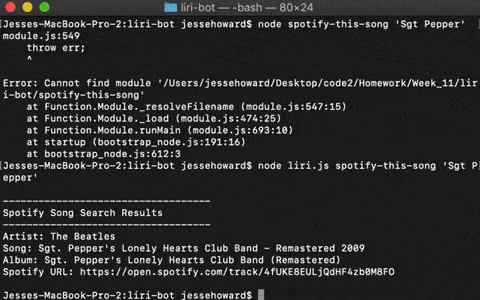 liri-bot — -bash — 80×24
[Jesses-MacBook-Pro-2:liri-bot jessehoward$ node spotify-this-song 'Sgt Pepper' ]
module.js:549
    throw err;
    ^

Error: Cannot find module '/Users/jessehoward/Desktop/code2/Homework/Week_11/lir
i-bot/spotify-this-song'
    at Function.Module._resolveFilename (module.js:547:15)
    at Function.Module._load (module.js:474:25)
    at Function.Module.runMain (module.js:693:10)
    at startup (bootstrap_node.js:191:16)
    at bootstrap_node.js:612:3
[Jesses-MacBook-Pro-2:liri-bot jessehoward$ node liri.js spotify-this-song 'Sgt P]
epper'

-----------------------------------
Spotify Song Search Results
-----------------------------------
Artist: The Beatles
Song: Sgt. Pepper's Lonely Hearts Club Band - Remastered 2009
Album: Sgt. Pepper's Lonely Hearts Club Band (Remastered)
Spotify URL: https://open.spotify.com/track/4fUKE8EULjQdHF4zb0M8FO

Jesses-MacBook-Pro-2:liri-bot jessehoward$